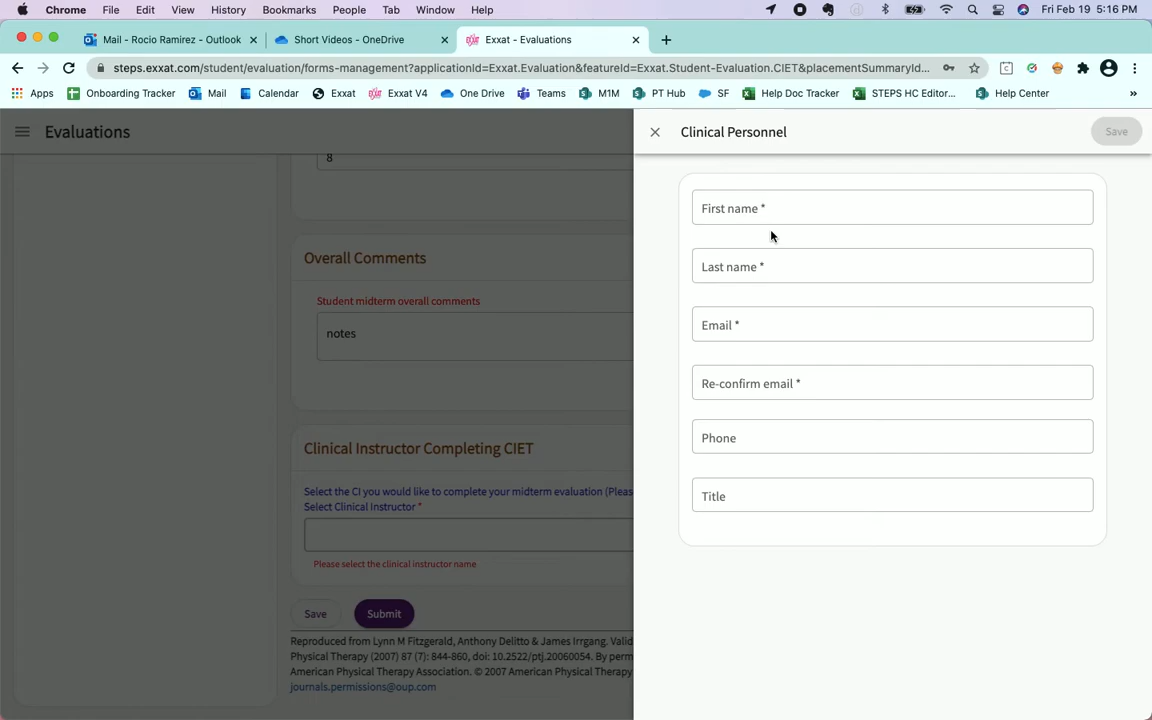 Chrome File Edit View History Bookmarks People Tab Window Help Fri Feb 19 5:16 PM
Mail - Rocio Ramirez - Outlook Short Videos - OneDrive Exxat - Evaluations
steps.exxat.com/student/evaluation/forms-management?applicationId=Exxat.Evaluation&featureId=Exxat.Student-Evaluation.CIET&placementSummaryId...
Apps Onboarding Tracker Mail Calendar Exxat Exxat V4 One Drive Teams M1M PT Hub SF Help Doc Tracker STEPS HC Editor... Help Center »
Evaluations
Clinical Personnel
Save
8
First name *
Overall Comments
Last name *
Student midterm overall comments
notes
Email *
Re-confirm email *
Phone
Clinical Instructor Completing CIET
Select the CI you would like to complete your midterm evaluation (Pleas
Title
Select Clinical Instructor *
Please select the clinical instructor name
Save Submit
Reproduced from Lynn M Fitzgerald, Anthony Delitto & James Irrgang. Valid
Physical Therapy (2007) 87 (7): 844-860, doi: 10.2522/ptj.20060054. By perm
American Physical Therapy Association. © 2007 American Physical Therapy
journals.permissions@oup.com